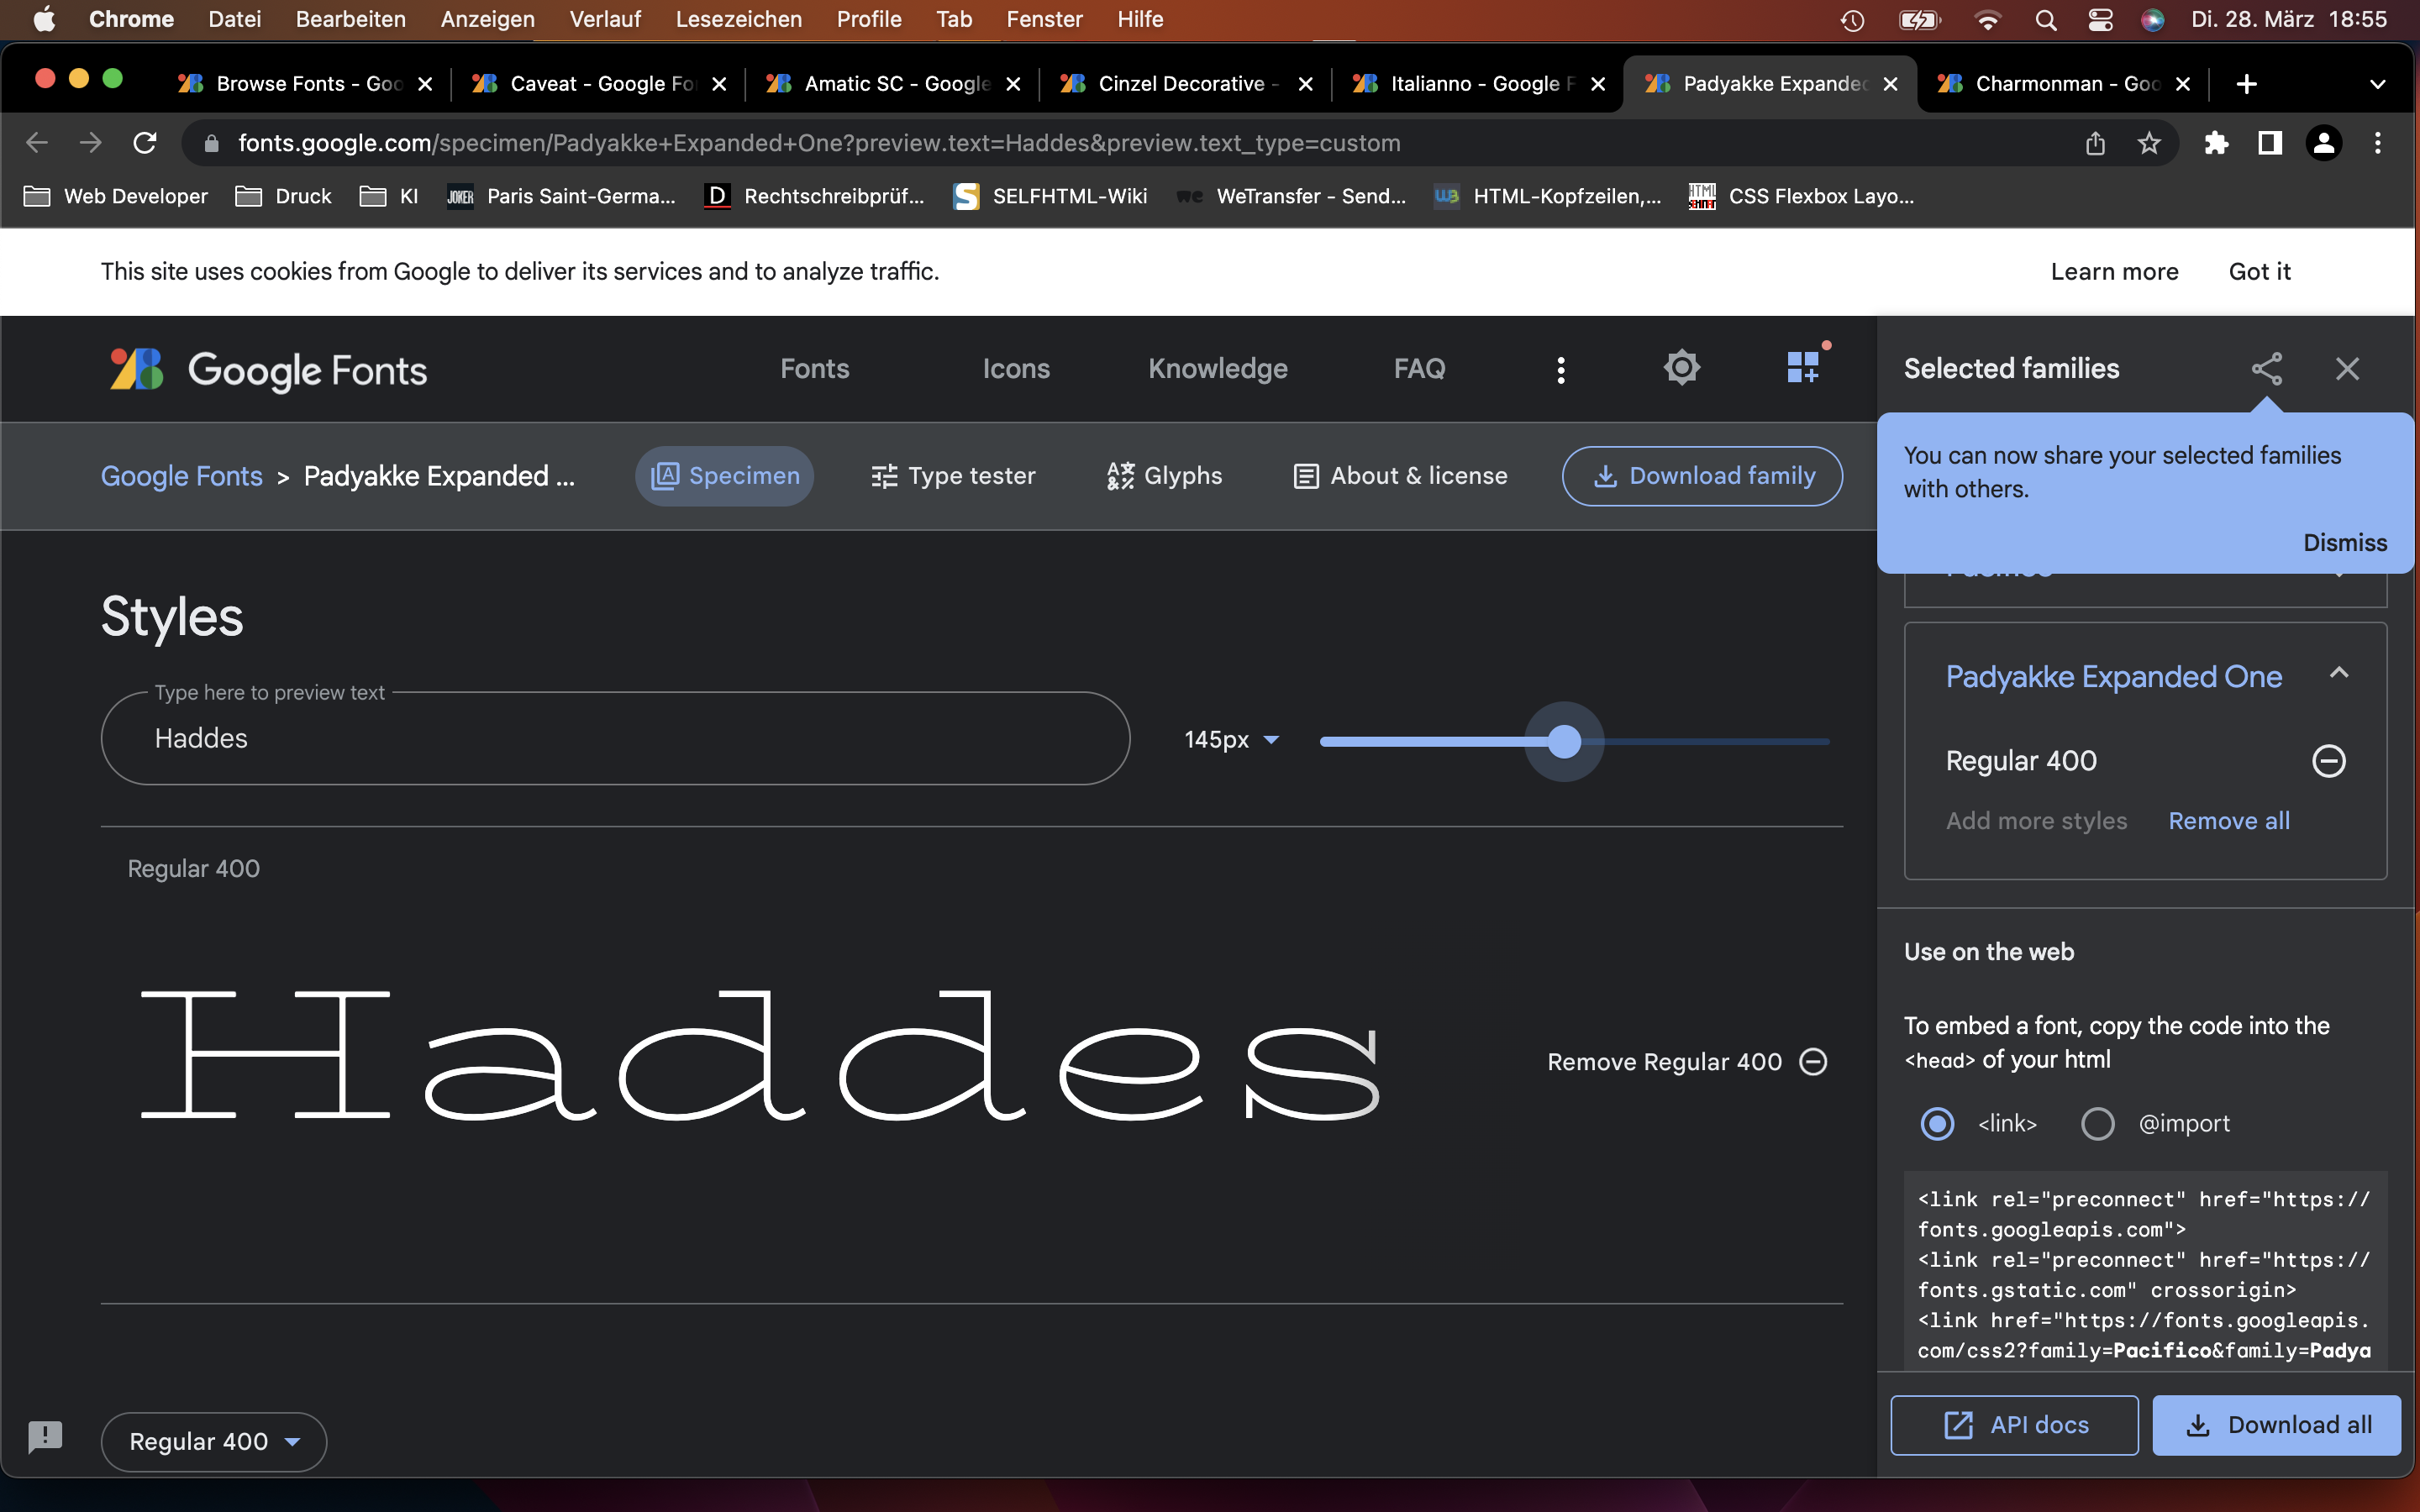 Chrome Datei Bearbeiten Anzeigen Verlauf Lesezeichen Profile Tab Fenster Hilfe Di. 28. März 18:55
Browse Fonts - Goo Caveat - Google Fo Amatic SC - Google Cinzel Decorative - Italianno - Google F Padyakke Expanded Charmonman - Goo
fonts.google.com/specimen/Padyakke+Expanded+One?preview.text=Haddes&preview.text_type=custom
Web Developer Druck KI JOKER Paris Saint-Germa... D Rechtschreibprüf... S SELFHTML-Wiki we WeTransfer - Send... W3 HTML-Kopfzeilen,... HTML CSS Flexbox Layo...
This site uses cookies from Google to deliver its services and to analyze traffic. Learn more Got it
Google Fonts Fonts Icons Knowledge FAQ
Google Fonts > Padyakke Expanded ... Specimen Type tester Glyphs About & license Download family
Styles
Type here to preview text
Haddes
145px
Regular 400
Haddes
Remove Regular 400
Regular 400
Selected families
You can now share your selected families
with others.
Dismiss
Padyakke Expanded One
Regular 400
Add more styles Remove all
Use on the web
To embed a font, copy the code into the
<head> of your html
<link> @import
<link rel="preconnect" href="https://
fonts.googleapis.com">
<link rel="preconnect" href="https://
fonts.gstatic.com" crossorigin>
<link href="https://fonts.googleapis.
com/css2?family=Pacifico&family=Padya
API docs Download all